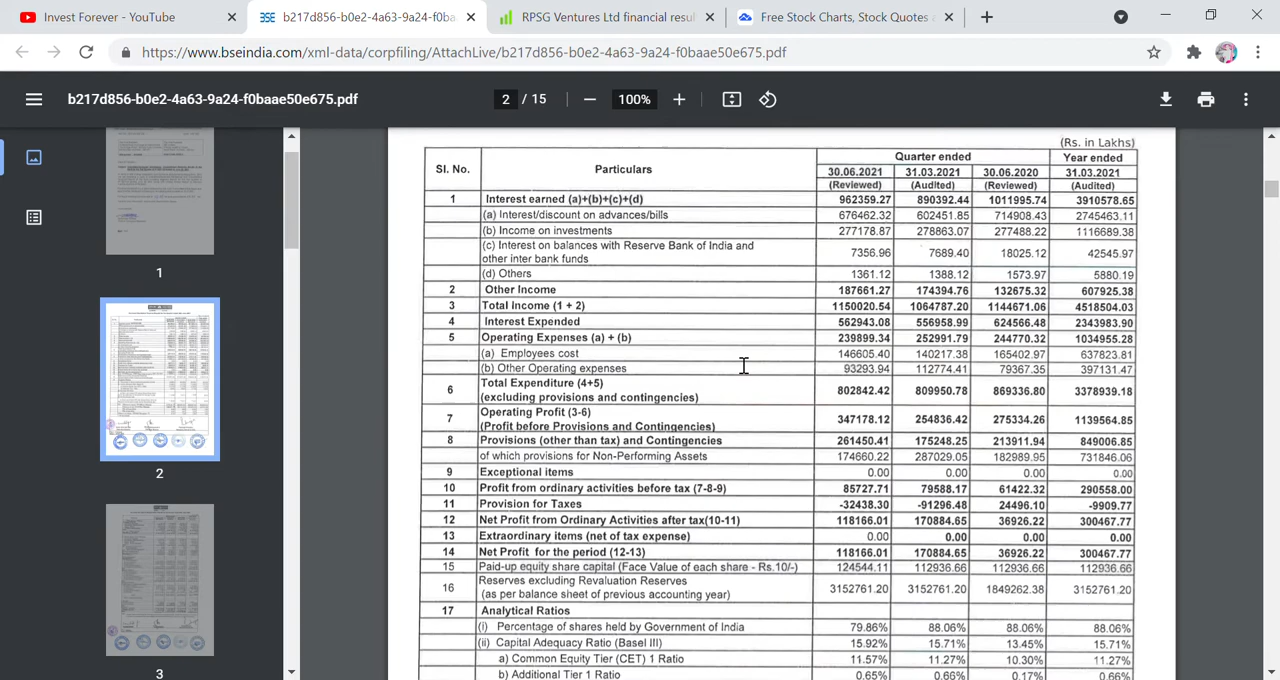 Invest Forever - YouTube
b217d856-b0e2-4a63-9a24-f0ba
RPSG Ventures Ltd financial resul
Free Stock Charts, Stock Quotes a
https://www.bseindia.com/xml-data/corpfiling/AttachLive/b217d856-b0e2-4a63-9a24-f0baae50e675.pdf
b217d856-b0e2-4a63-9a24-f0baae50e675.pdf
2 / 15
100%
1
2
3
(Rs. in Lakhs)
Sl. No. Particulars Quarter ended Year ended
30.06.2021 31.03.2021 30.06.2020 31.03.2021
(Reviewed) (Audited) (Reviewed) (Audited)
1 Interest earned (a)+(b)+(c)+(d) 962359.27 890392.44 1011995.74 3910578.65
(a) Interest/discount on advances/bills 676462.32 602451.85 714908.43 2745463.11
(b) Income on investments 277178.87 278863.07 277488.22 1116689.38
(c) Interest on balances with Reserve Bank of India and
other inter bank funds 7356.96 7689.40 18025.12 42545.97
(d) Others 1361.12 1388.12 1573.97 5880.19
2 Other Income 187661.27 174394.76 132675.32 607925.38
3 Total Income (1 + 2) 1150020.54 1064787.20 1144671.06 4518504.03
4 Interest Expended 562943.08 556958.99 624566.48 2343983.90
5 Operating Expenses (a) + (b) 239899.34 252991.79 244770.32 1034955.28
(a) Employees cost 146605.40 140217.38 165402.97 637823.81
(b) Other Operating expenses 93293.94 112774.41 79367.35 397131.47
6 Total Expenditure (4+5)
(excluding provisions and contingencies) 802842.42 809950.78 869336.80 3378939.18
7 Operating Profit (3-6)
(Profit before Provisions and Contingencies) 347178.12 254836.42 275334.26 1139564.85
8 Provisions (other than tax) and Contingencies 261450.41 175248.25 213911.94 849006.85
of which provisions for Non-Performing Assets 174660.22 287029.05 182989.95 731846.06
9 Exceptional items 0.00 0.00 0.00 0.00
10 Profit from ordinary activities before tax (7-8-9) 85727.71 79588.17 61422.32 290558.00
11 Provision for Taxes -32438.30 -91296.48 24496.10 -9909.77
12 Net Profit from Ordinary Activities after tax(10-11) 118166.01 170884.65 36926.22 300467.77
13 Extraordinary items (net of tax expense) 0.00 0.00 0.00 0.00
14 Net Profit for the period (12-13) 118166.01 170884.65 36926.22 300467.77
15 Paid-up equity share capital (Face Value of each share - Rs.10/-) 124544.11 112936.66 112936.66 112936.66
16 Reserves excluding Revaluation Reserves
(as per balance sheet of previous accounting year) 3152761.20 3152761.20 1849262.38 3152761.20
17 Analytical Ratios
(i) Percentage of shares held by Government of India 79.86% 88.06% 88.06% 88.06%
(ii) Capital Adequacy Ratio (Basel III) 15.92% 15.71% 13.45% 15.71%
a) Common Equity Tier (CET) 1 Ratio 11.57% 11.27% 10.30% 11.27%
b) Additional Tier 1 Ratio 0.65% 0.66% 0.17% 0.66%